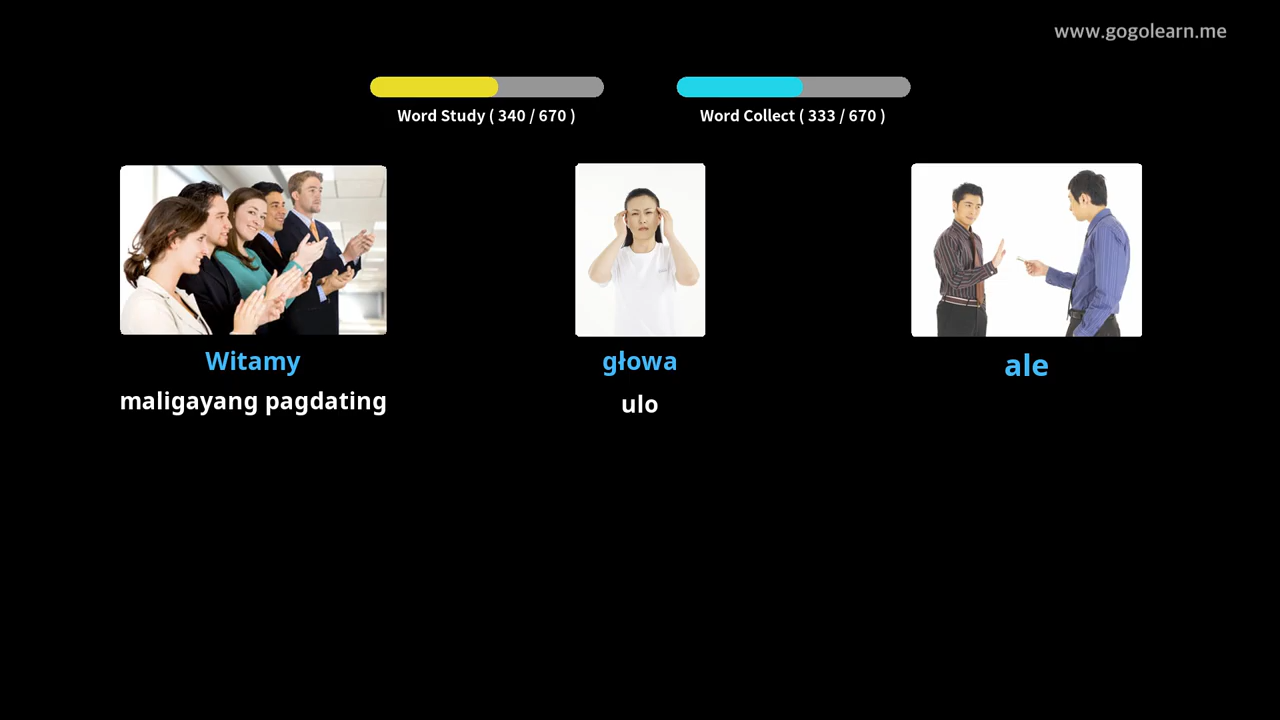 www.gogolearn.me
Word Study ( 340 / 670 )
Word Collect ( 333 / 670 )
Witamy
maligayang pagdating
głowa
ulo
ale